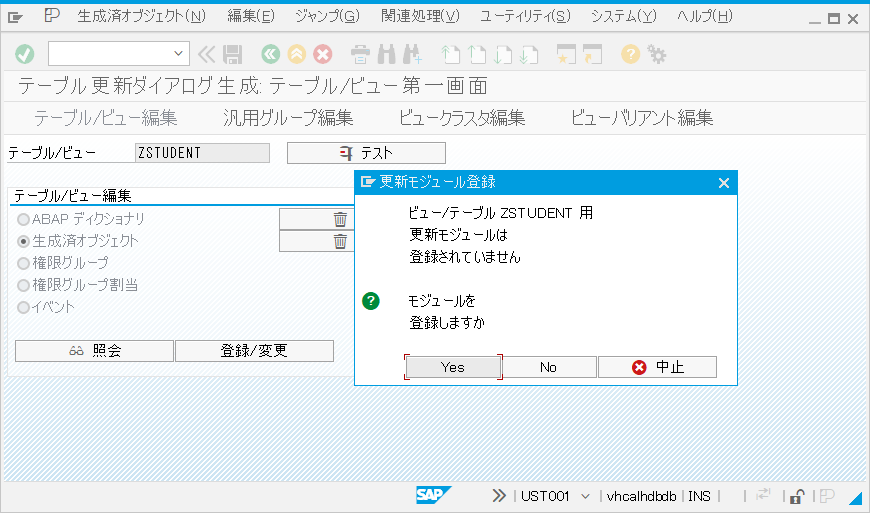 生成済オブジェクト(N) 編集(E) ジャンプ(G) 関連処理(V) ユーティリティ(S) システム(Y) ヘルプ(H)
テーブル更新ダイアログ生成: テーブル/ビュー第一画面
テーブル/ビュー編集 汎用グループ編集 ビュークラスタ編集 ビューバリアント編集
テーブル/ビュー ZSTUDENT テスト
テーブル/ビュー編集
ABAP ディクショナリ
生成済オブジェクト
権限グループ
権限グループ割当
イベント
照会 登録/変更
更新モジュール登録
ビュー/テーブル ZSTUDENT 用
更新モジュールは
登録されていません
モジュールを
登録しますか
Yes No 中止
SAP UST001 vhcalhdbdb INS